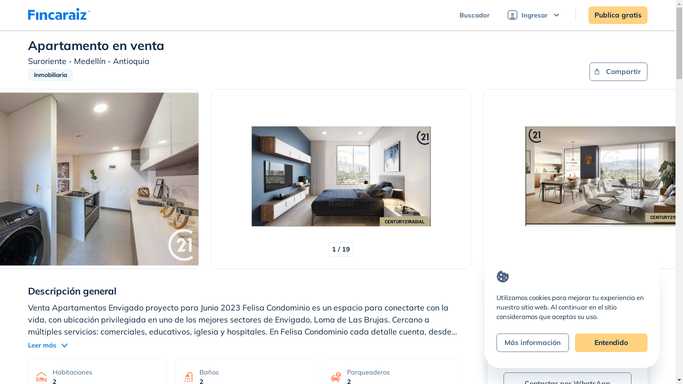 Fincaraiz
Buscador
Ingresar
Publica gratis
Apartamento en venta
Suroriente - Medellín - Antioquia
Inmobiliaria
Compartir
21
21
CENTURY21RADIAL
21
1 / 19
Descripción general
Venta Apartamentos Envigado proyecto para Junio 2023 Felisa Condominio es un espacio para conectarte con la
vida, con ubicación privilegiada en uno de los mejores sectores de Envigado, Loma de Las Brujas. Cercano a
múltiples servicios: comerciales, educativos, iglesia y hospitales. En Felisa Condominio cada detalle cuenta, desde...
Leer más
Habitaciones
2
Baños
2
Parqueaderos
2
Utilizamos cookies para mejorar tu experiencia en
nuestro sitio web. Al continuar en el sitio
consideramos que aceptas su uso.
Más información
Entendido
Contactar por WhatsApp